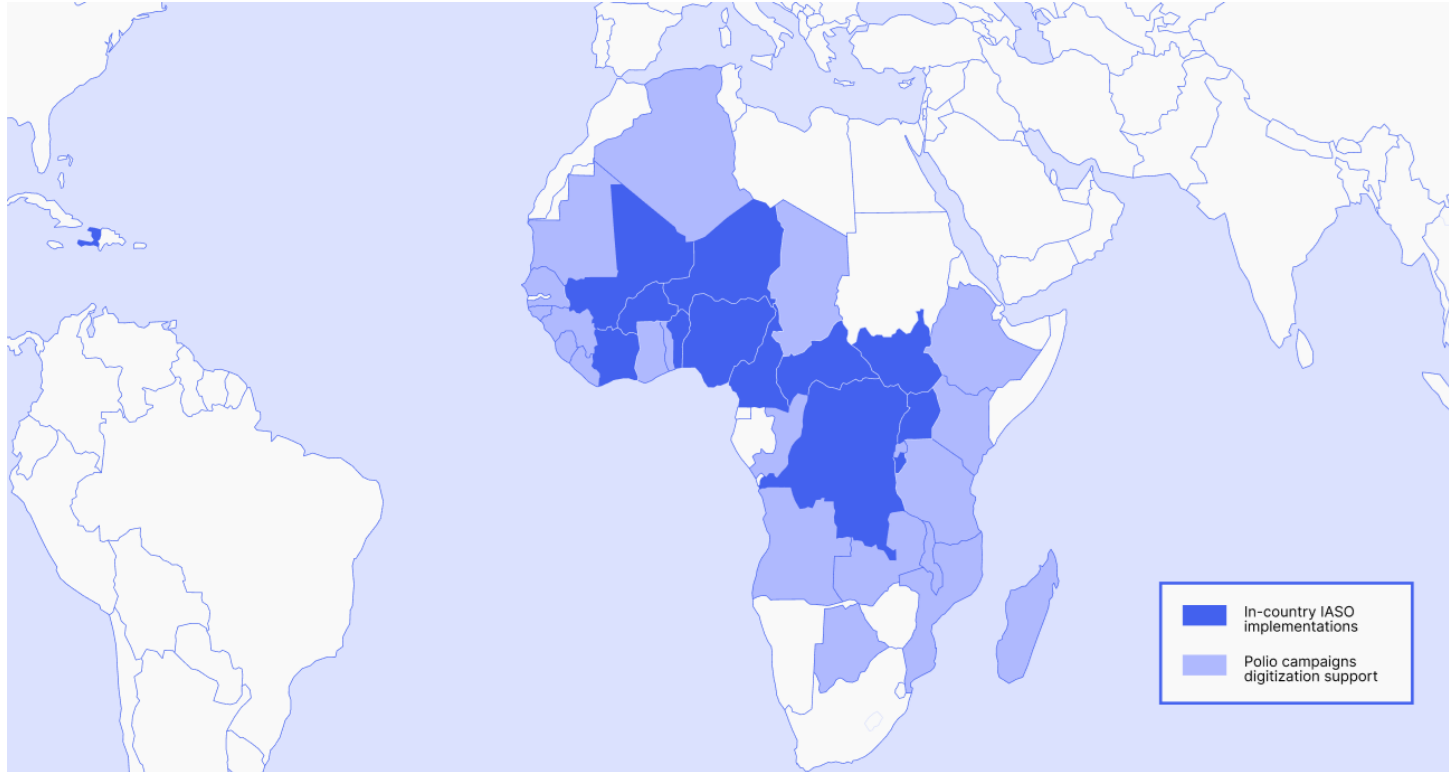 In-country IASO
implementations
Polio campaigns
digitization support